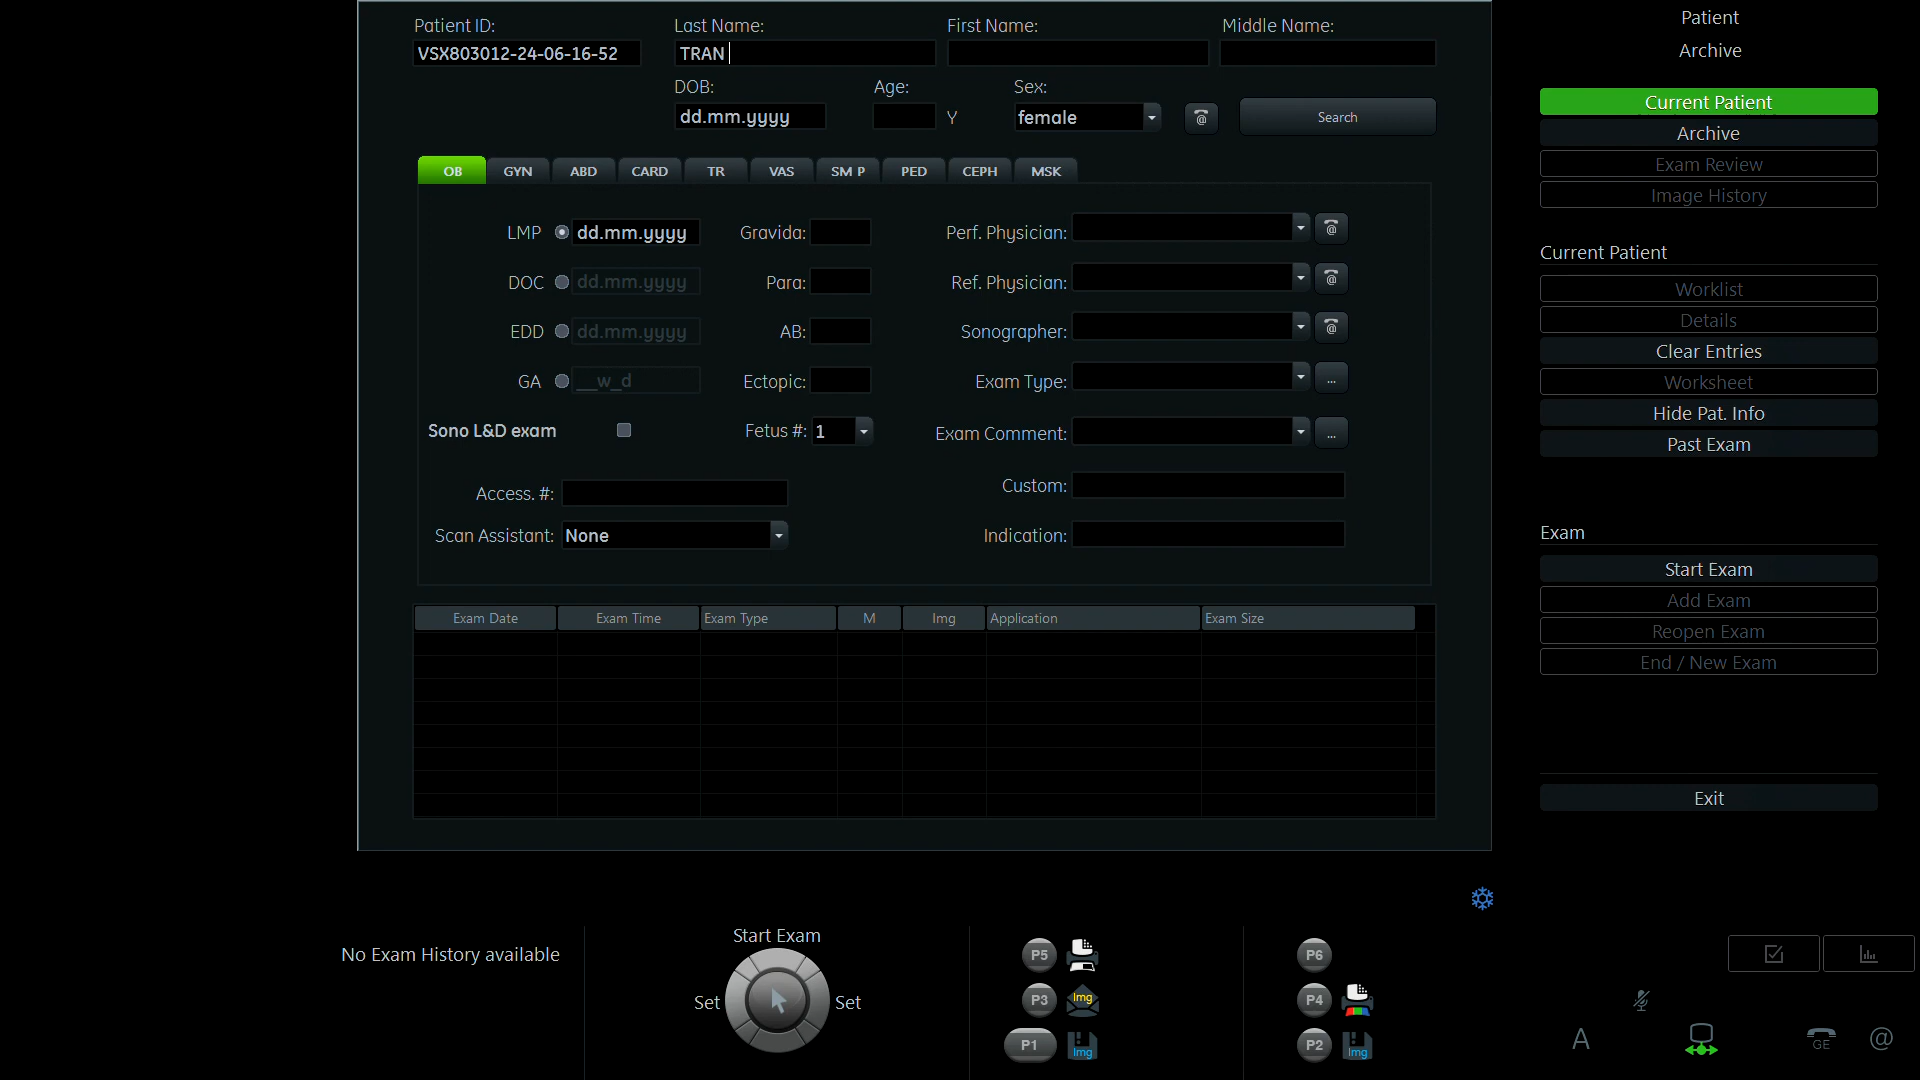 Patient ID: Last Name: First Name: Middle Name:
VSX803012-24-06-16-52 TRAN
DOB: Age: Sex:
dd.mm.yyyy Y female @ Search
OB GYN ABD CARD TR VAS SM P PED CEPH MSK
LMP dd.mm.yyyy Gravida: Perf. Physician: @
DOC dd.mm.yyyy Para: Ref. Physician: @
EDD dd.mm.yyyy AB: Sonographer: @
GA __w_d Ectopic: Exam Type: ...
Sono L&D exam Fetus #: 1 Exam Comment: ...
Access. #: Custom:
Scan Assistant: None Indication:
Exam Date Exam Time Exam Type M Img Application Exam Size
Patient
Archive
Current Patient
Archive
Exam Review
Image History
Current Patient
Worklist
Details
Clear Entries
Worksheet
Hide Pat. Info
Past Exam
Exam
Start Exam
Add Exam
Reopen Exam
End / New Exam
Exit
No Exam History available
Start Exam
Set Set
P5 P6
P3 Img P4
P1 Img P2 Img
A GE @